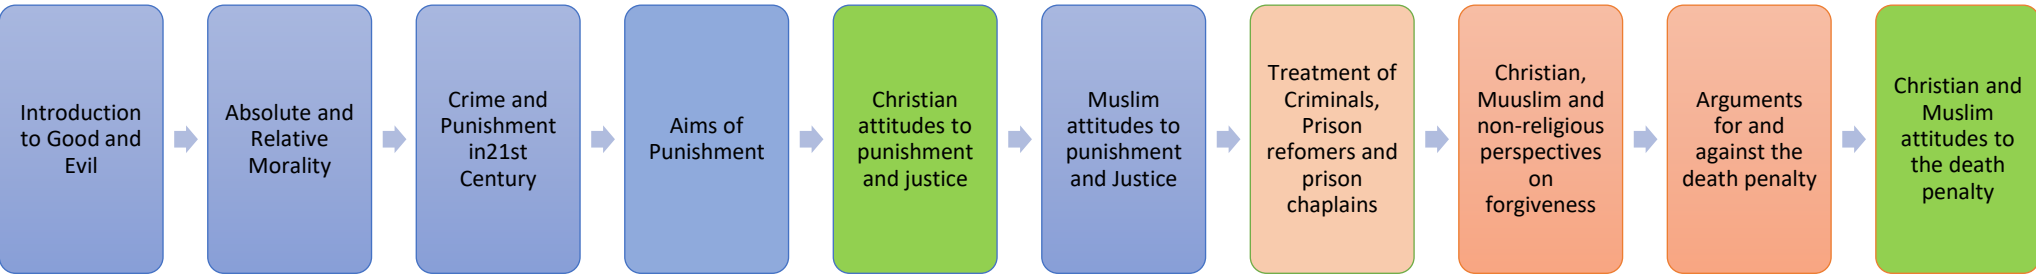 Introduction
to Good and
Evil
Absolute and
Relative
Morality
Crime and
Punishment
in21st
Century
Aims of
Punishment
Christian
attitudes to
punishment
and justice
Muslim
attitudes to
punishment
and Justice
Treatment of
Criminals,
Prison
refomers and
prison
chaplains
Christian,
Muuslim and
non-religious
perspectives
on
forgiveness
Arguments
for and
against the
death penalty
Christian and
Muslim
attitudes to
the death
penalty